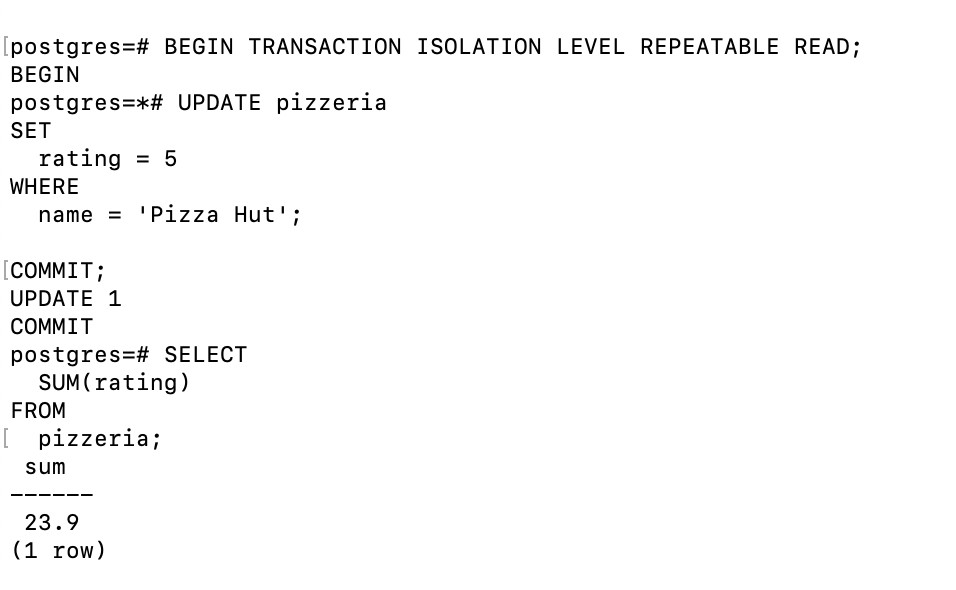 [postgres=# BEGIN TRANSACTION ISOLATION LEVEL REPEATABLE READ;
BEGIN
postgres=*# UPDATE pizzeria
SET
  rating = 5
WHERE
  name = 'Pizza Hut';

[COMMIT;
UPDATE 1
COMMIT
postgres=# SELECT
  SUM(rating)
FROM
[  pizzeria;
 sum
------
 23.9
(1 row)